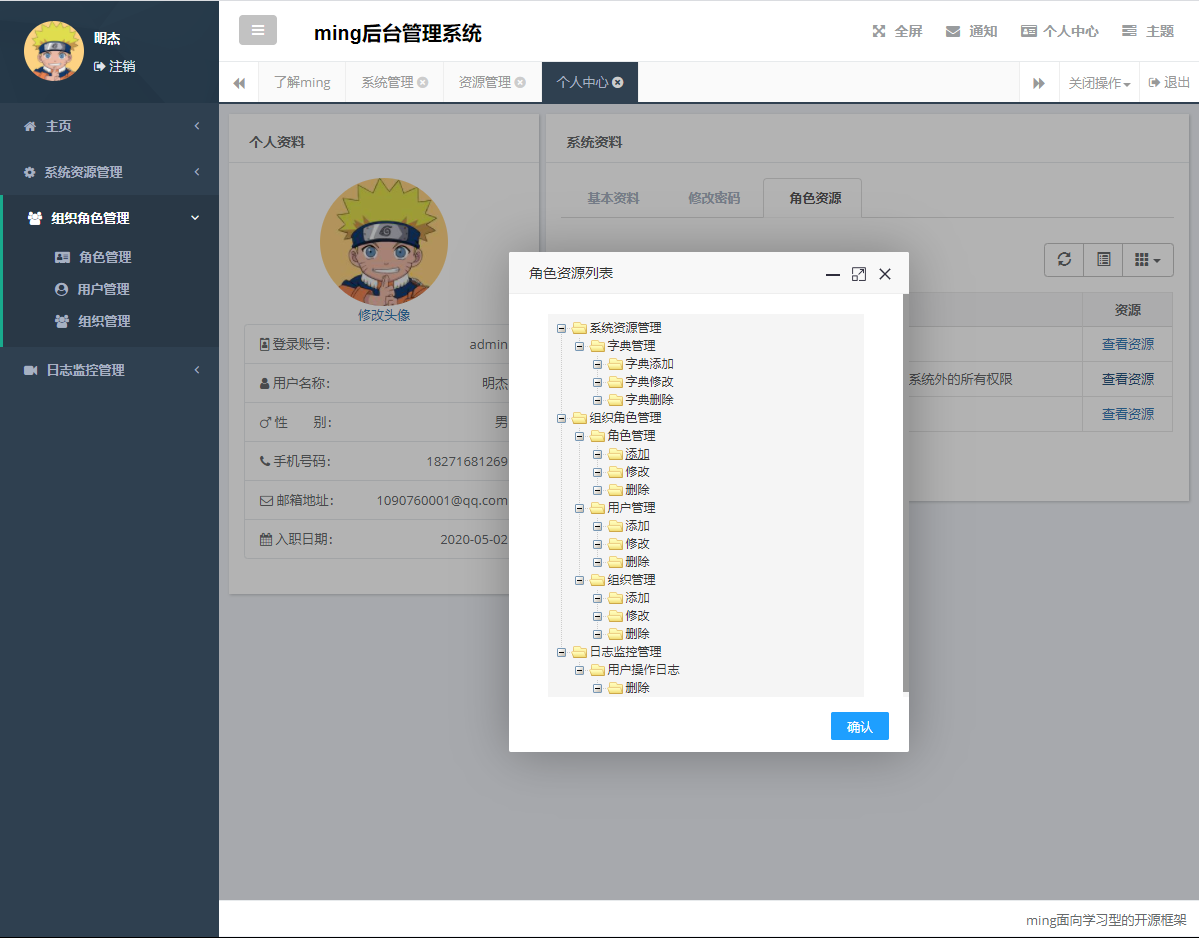 明杰
注销
ming后台管理系统
全屏 通知 个人中心 主题
了解ming 系统管理 资源管理 个人中心 关闭操作 退出
主页
系统资源管理
组织角色管理
角色管理
用户管理
组织管理
日志监控管理
个人资料
修改头像
登录账号： admin
用户名称： 明杰
性 别： 男
手机号码： 18271681269
邮箱地址： 1090760001@qq.com
入职日期： 2020-05-02
系统资料
基本资料 修改密码 角色资源
资源
查看资源
系统外的所有权限 查看资源
查看资源
角色资源列表
系统资源管理
字典管理
字典添加
字典修改
字典删除
组织角色管理
角色管理
添加
修改
删除
用户管理
添加
修改
删除
组织管理
添加
修改
删除
日志监控管理
用户操作日志
删除
确认
ming面向学习型的开源框架